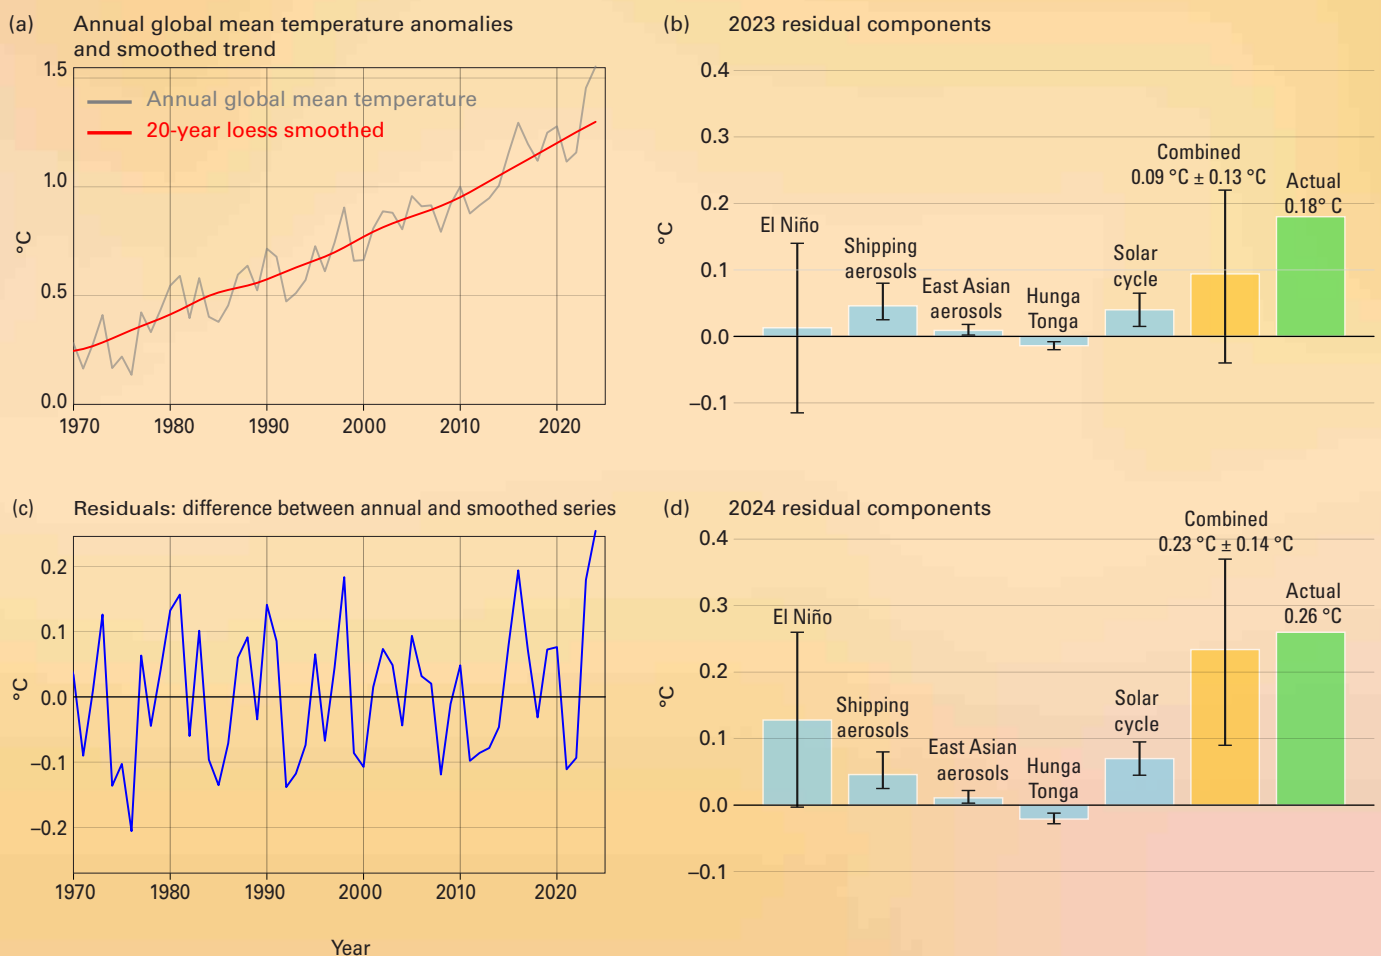 (a) Annual global mean temperature anomalies
and smoothed trend
1.5
1.0
0.5
0.0
°C
Annual global mean temperature
20-year loess smoothed
1970 1980 1990 2000 2010 2020
(b) 2023 residual components
0.4
0.3
0.2
0.1
0.0
–0.1
°C
El Niño
Shipping
aerosols
East Asian
aerosols
Hunga
Tonga
Solar
cycle
Combined
0.09 °C ± 0.13 °C
Actual
0.18° C
(c) Residuals: difference between annual and smoothed series
0.2
0.1
0.0
–0.1
–0.2
°C
1970 1980 1990 2000 2010 2020
Year
(d) 2024 residual components
0.4
0.3
0.2
0.1
0.0
–0.1
°C
El Niño
Shipping
aerosols
East Asian
aerosols
Hunga
Tonga
Solar
cycle
Combined
0.23 °C ± 0.14 °C
Actual
0.26 °C